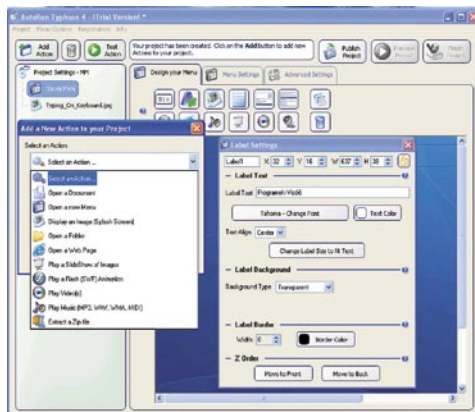 Autorun Typhoon 4 - [Trial Version] *
Project Menu Options Registration Info
Add Action
Test Action
Your project has been created. Click on the Add button to add new Actions to your project.
Publish Project
Preview Project
Project Settings - MM
Design your Menu
Menu Settings
Advanced Settings
Typing_On_Keyboard.jpg
Add a New Action to your Project
Select an Action
Select an Action ...
Select an Action ...
Open a Document
Open a new Menu
Display an Image (Splash Screen)
Open a Folder
Open a Web Page
Play a SlideShow of Images
Play a Flash (SWF) Animation
Play Video(s)
Play Music (MP3, WAV, WMA, MIDI)
Extract a Zip file
Label Settings
Label1 X 32 Y 16 W 637 H 38
Label Text
Label Text Programski Vodič
Tahoma - Change Font
Text Color
Text Align Center
Change Label Size to fit Text
Label Background
Background Type Transparent
Label Border
Width 0
Border Color
Z Order
Move to Front
Move to Back